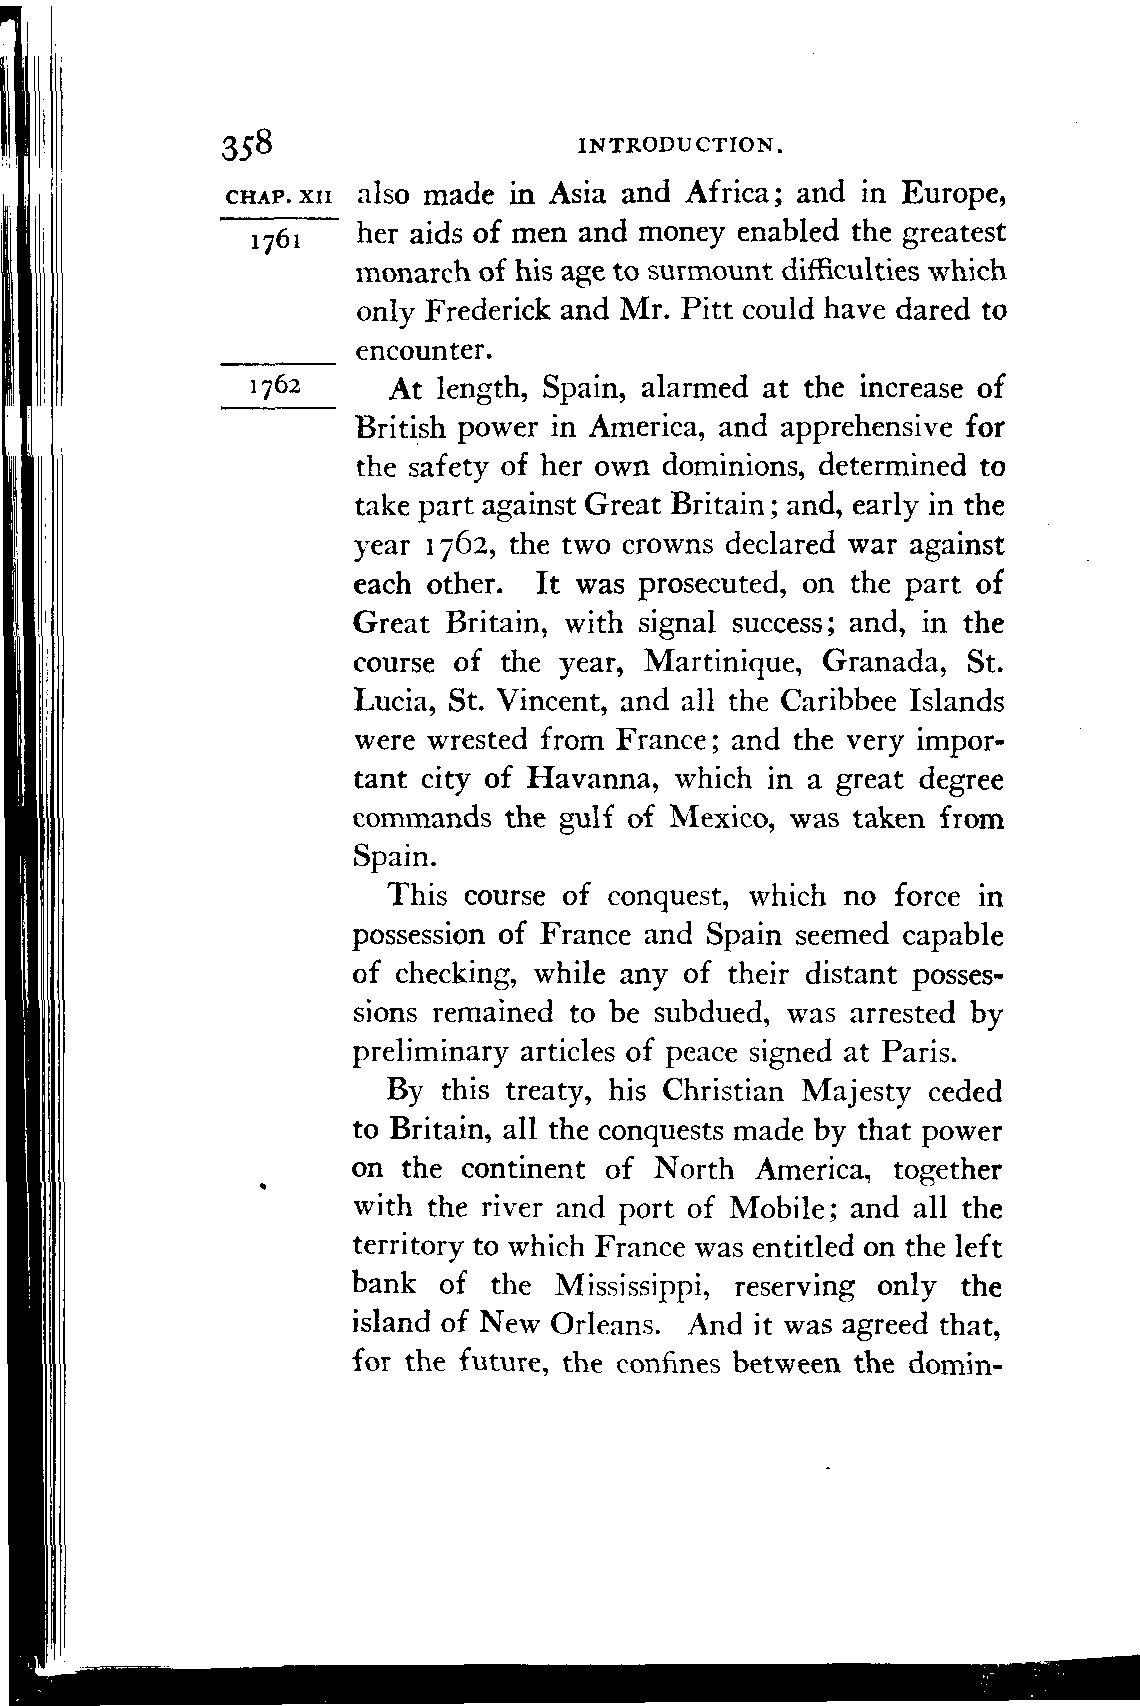 358 INTRODUCTION.
CHAP. XII also made in Asia and Africa; and in Europe,
1761 her aids of men and money enabled the greatest
monarch of his age to surmount difficulties which
only Frederick and Mr. Pitt could have dared to
encounter.
1762 At length, Spain, alarmed at the increase of
British power in America, and apprehensive for
the safety of her own dominions, determined to
take part against Great Britain; and, early in the
year 1762, the two crowns declared war against
each other. It was prosecuted, on the part of
Great Britain, with signal success; and, in the
course of the year, Martinique, Granada, St.
Lucia, St. Vincent, and all the Caribbee Islands
were wrested from France; and the very impor-
tant city of Havanna, which in a great degree
commands the gulf of Mexico, was taken from
Spain.
This course of conquest, which no force in
possession of France and Spain seemed capable
of checking, while any of their distant posses-
sions remained to be subdued, was arrested by
preliminary articles of peace signed at Paris.
By this treaty, his Christian Majesty ceded
to Britain, all the conquests made by that power
on the continent of North America, together
with the river and port of Mobile; and all the
territory to which France was entitled on the left
bank of the Mississippi, reserving only the
island of New Orleans. And it was agreed that,
for the future, the confines between the domin-